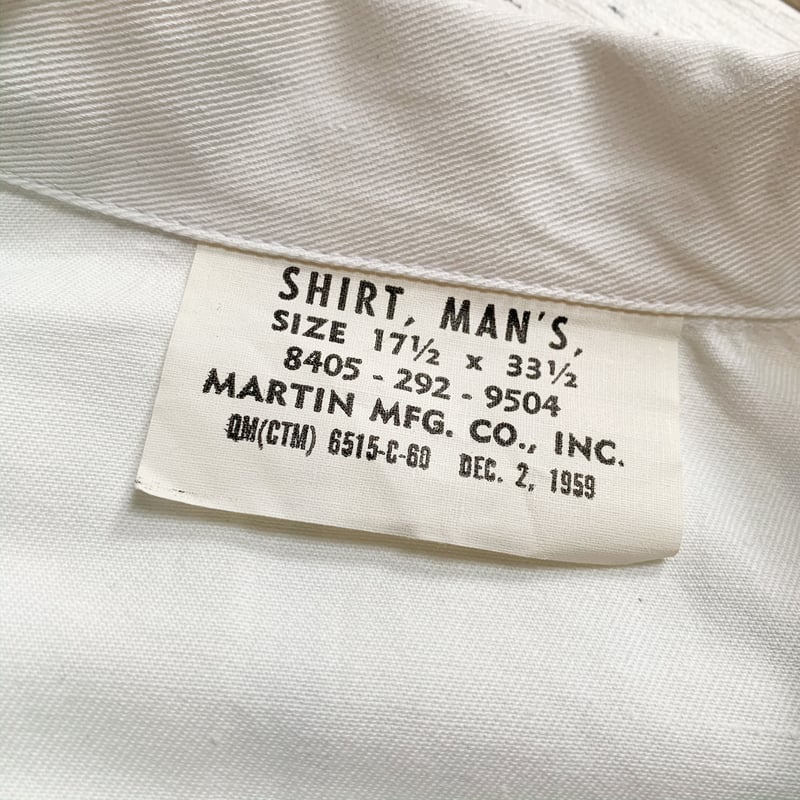 SHIRT, MAN'S,
SIZE 17½ x 33½
8405 - 292 - 9504
MARTIN MFG. CO., INC.
QM(CTM) 6515-C-60 DEC. 2, 1959